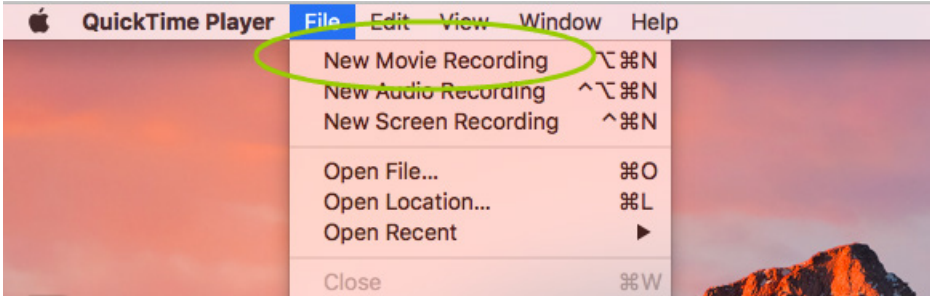 QuickTime Player File Edit View Window Help
New Movie Recording ⌥⌘N
New Audio Recording ^⌥⌘N
New Screen Recording ^⌘N
Open File... ⌘O
Open Location... ⌘L
Open Recent ▶
Close ⌘W